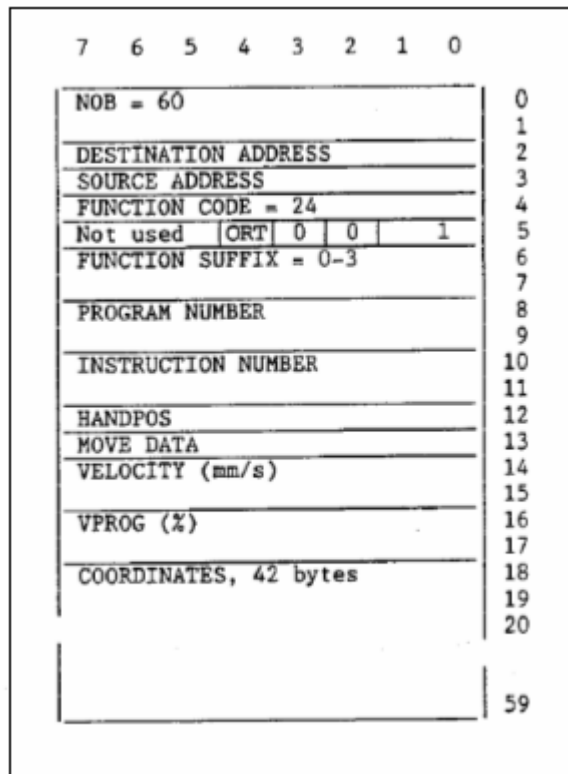 7 6 5 4 3 2 1 0
NOB = 60 0
1
DESTINATION ADDRESS 2
SOURCE ADDRESS 3
FUNCTION CODE = 24 4
Not used ORT 0 0 1 5
FUNCTION SUFFIX = 0-3 6
7
PROGRAM NUMBER 8
9
INSTRUCTION NUMBER 10
11
HANDPOS 12
MOVE DATA 13
VELOCITY (mm/s) 14
15
VPROG (%) 16
17
COORDINATES, 42 bytes 18
19
20
59